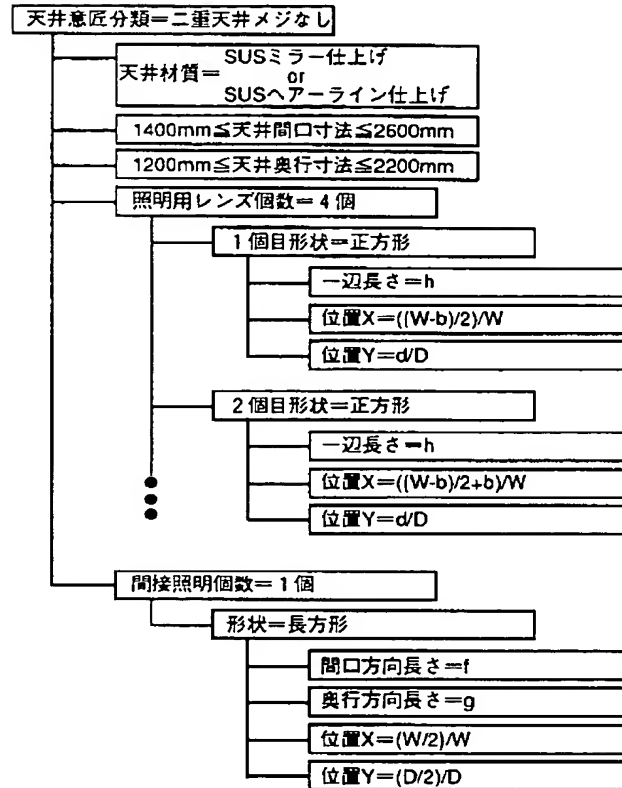 天井意匠分類=二重天井メジなし
天井材質= SUSミラー仕上げ
or
SUSヘアーライン仕上げ
1400mm≦天井間口寸法≦2600mm
1200mm≦天井奥行寸法≦2200mm
照明用レンズ個数=4個
1個目形状=正方形
一辺長さ=h
位置X=((W-b)/2)/W
位置Y=d/D
2個目形状=正方形
一辺長さ=h
位置X=((W-b)/2+b)/W
位置Y=d/D
間接照明個数=1個
形状=長方形
間口方向長さ=f
奥行方向長さ=g
位置X=(W/2)/W
位置Y=(D/2)/D